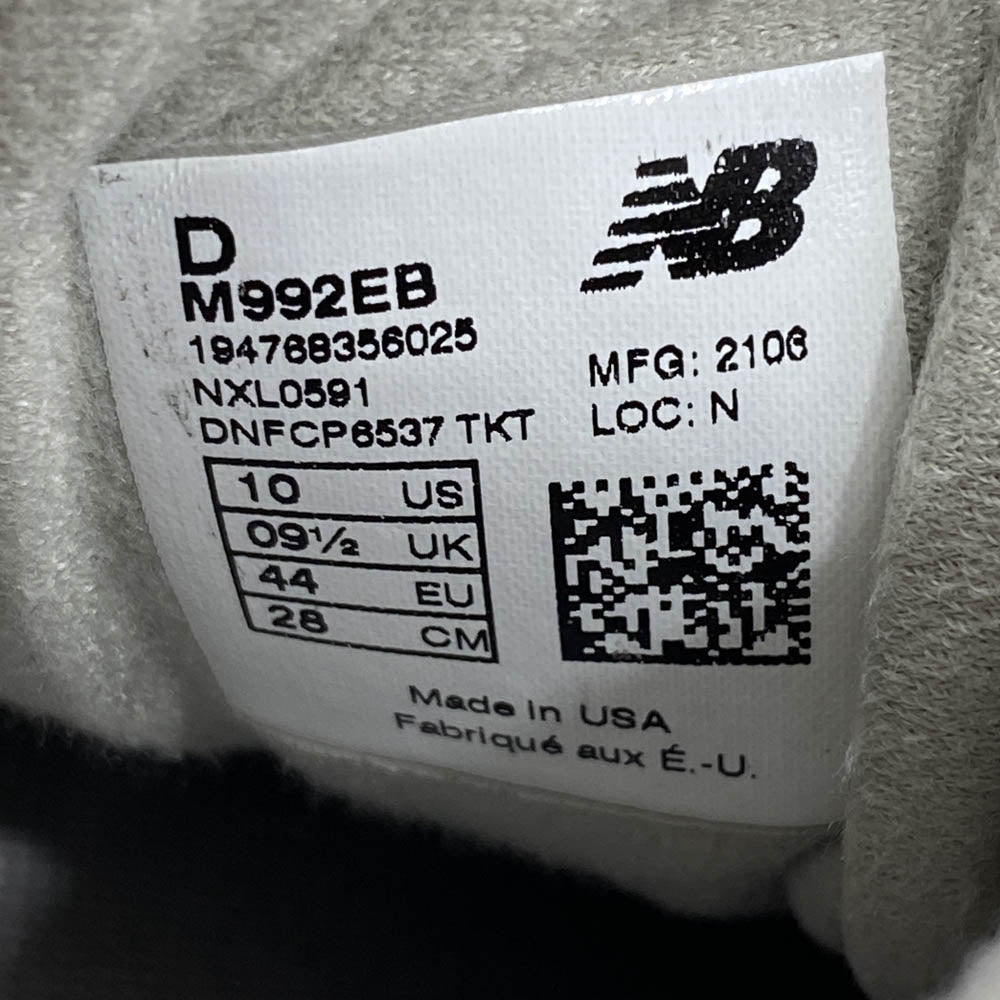 NB
D
M992EB
194768356025
NXL0591
DNFCP6537 TKT
MFG: 2106
LOC: N
10 US
09½ UK
44 EU
28 CM
Made in USA
Fabriqué aux É.-U.